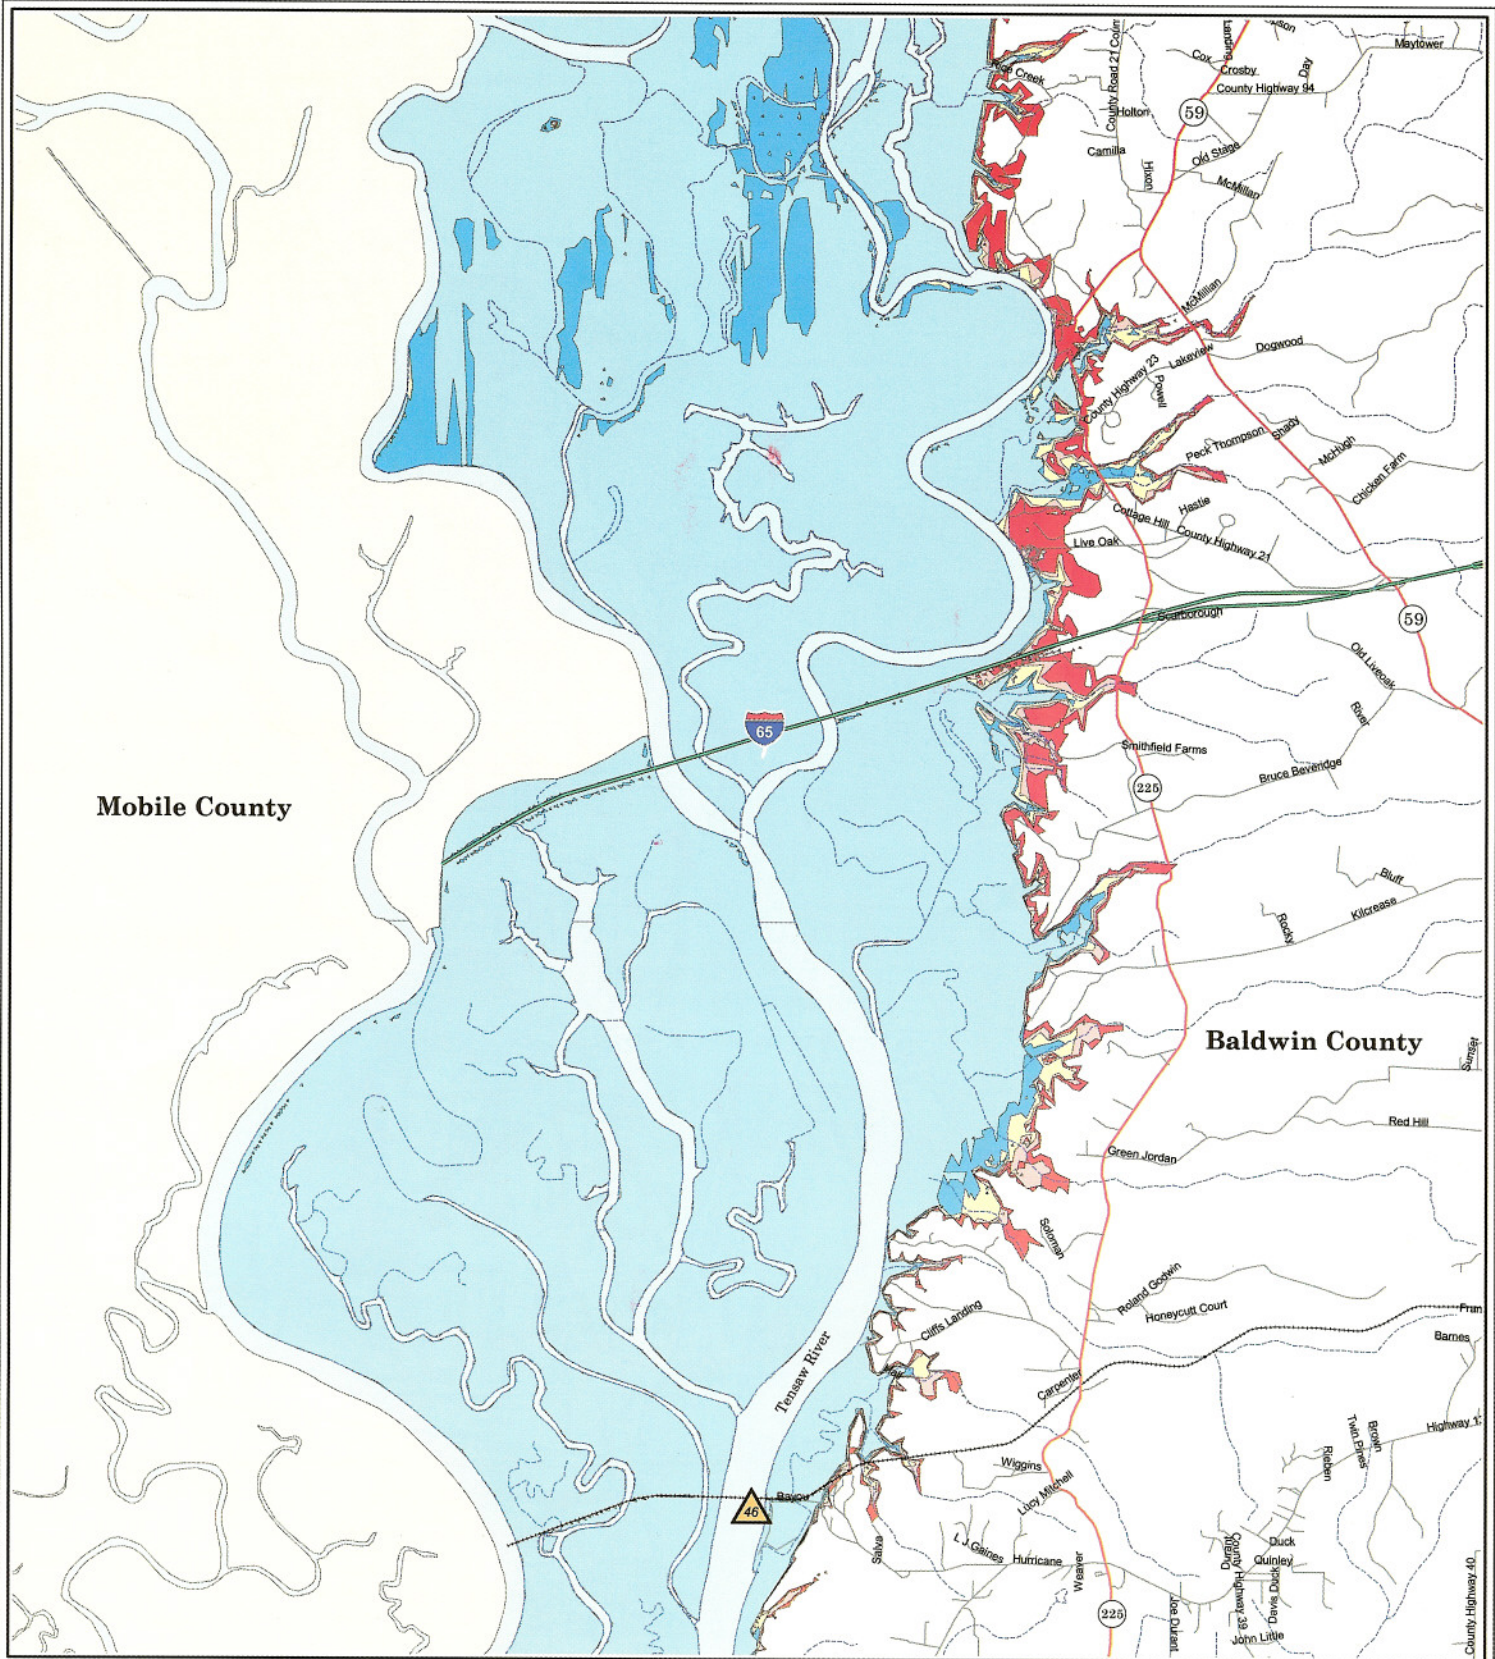 Maytower
Cox
Crosby
Day
County Highway 94
59
Holton
Camilla
Hixon
Old Stage
McMillan
Rice Creek
McMillian
Lakeview
Dogwood
County Highway 23
Powell
Peck Thompson
Shady
McHugh
Chicken Farm
Hastie
Cottage Hill
County Highway 21
Live Oak
Scarborough
59
Old Liveoak
River
65
Smithfield Farms
Bruce Beveridge
225
Mobile County
Bluff
Kilcrease
Rocky
Baldwin County
Sunset
Red Hill
Green Jordan
Soloman
Roland Godwin
Honeycutt Court
Cliffs Landing
Barnes
Tensaw River
Carpenter
Highway 1
Brown
Twin Pines
Rieben
Wiggins
Lucy Mitchell
Bayou
46
Salva
L J Gaines
Hurricane
Weaver
Duck
Quinley
Durant
County Highway 39
Davis Duck
John Little
Joe Durant
225
County Highway 40